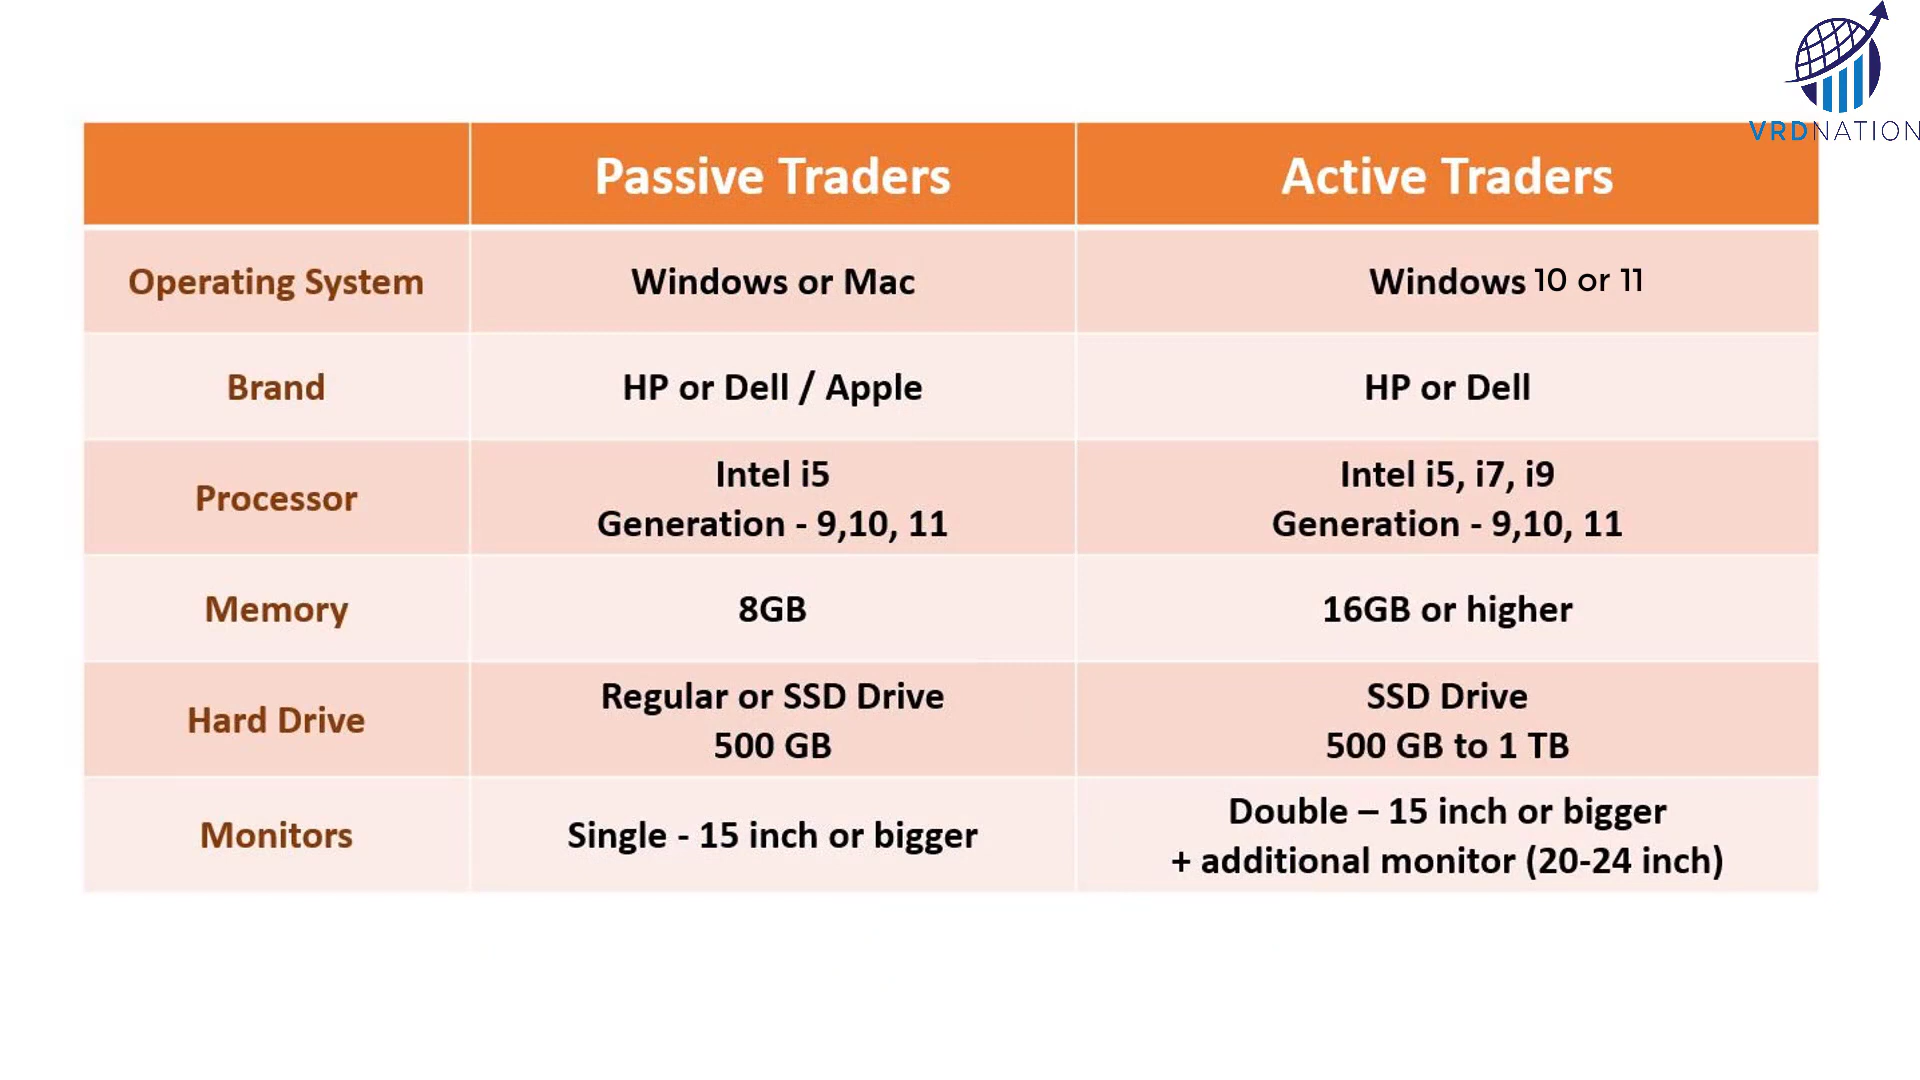 VRDNATION
Passive Traders
Active Traders
Operating System
Windows or Mac
Windows 10 or 11
Brand
HP or Dell / Apple
HP or Dell
Processor
Intel i5
Generation - 9,10, 11
Intel i5, i7, i9
Generation - 9,10, 11
Memory
8GB
16GB or higher
Hard Drive
Regular or SSD Drive
500 GB
SSD Drive
500 GB to 1 TB
Monitors
Single - 15 inch or bigger
Double – 15 inch or bigger
+ additional monitor (20-24 inch)